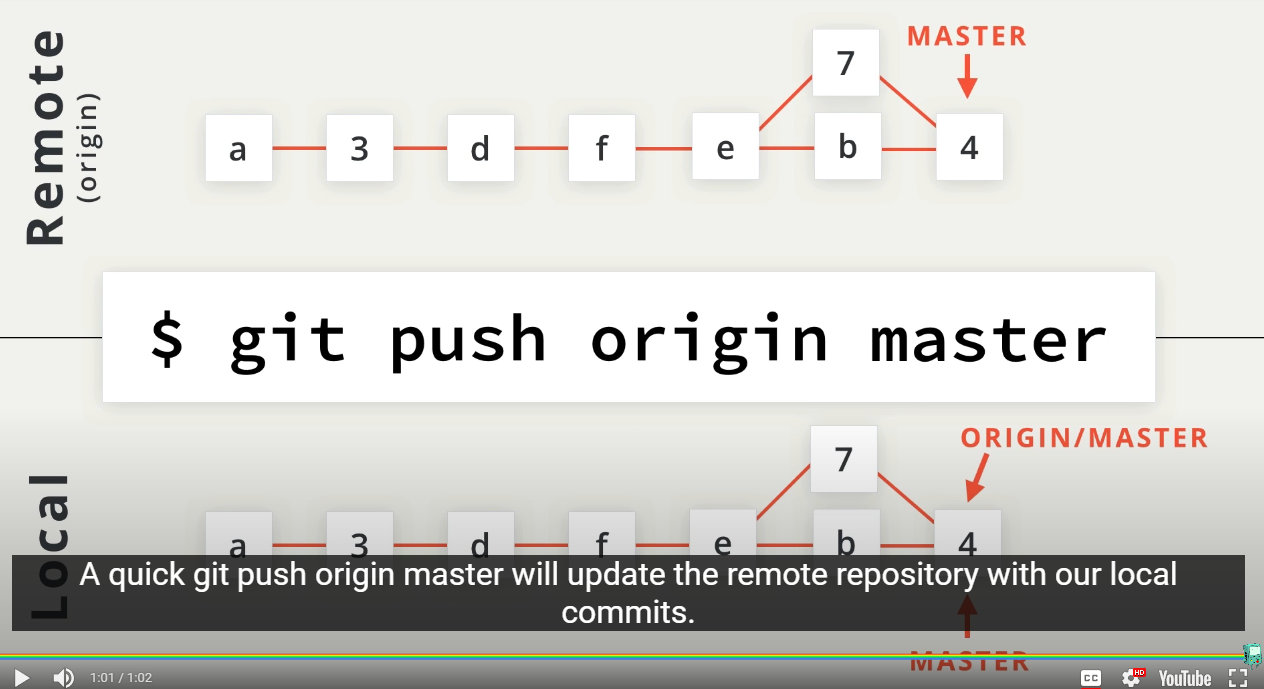 Remote
(origin)
MASTER
7
a 3 d f e b 4
$ git push origin master
Local
ORIGIN/MASTER
7
a 3 d f e b 4
A quick git push origin master will update the remote repository with our local
commits.
MASTER
1:01 / 1:02
CC
HD
YouTube